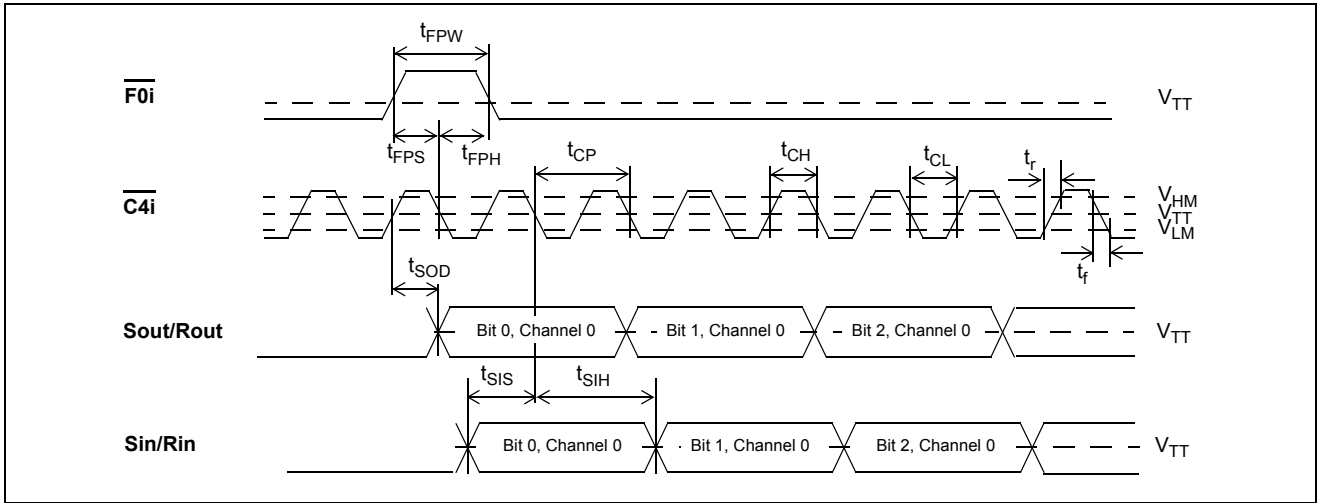 tFPW
F0i
VTT
tFPS
tFPH
tCP
tCH
tCL
tr
C4i
VHM
VTT
VLM
tSOD
tf
Sout/Rout
Bit 0, Channel 0
Bit 1, Channel 0
Bit 2, Channel 0
VTT
tSIS
tSIH
Sin/Rin
Bit 0, Channel 0
Bit 1, Channel 0
Bit 2, Channel 0
VTT